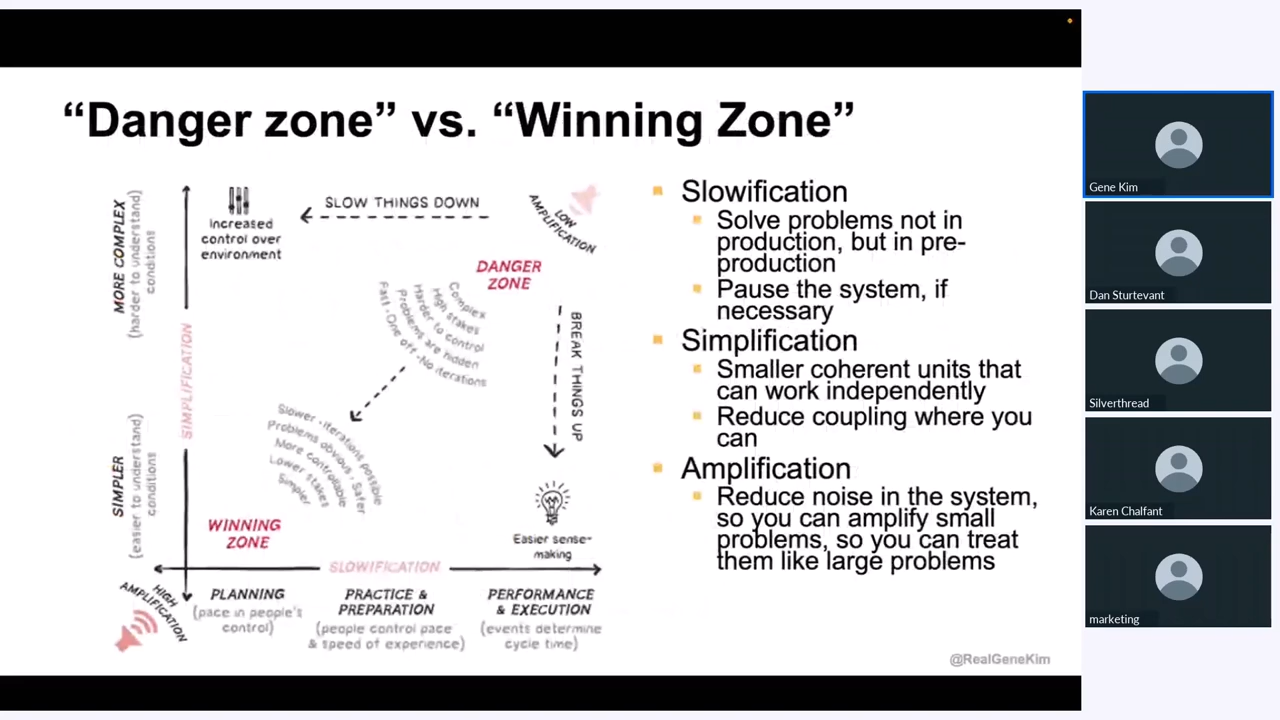 “Danger zone” vs. “Winning Zone”
MORE COMPLEX
(harder to understand)
conditions
SIMPLIFICATION
SIMPLER
(easier to understand)
conditions
Increased
control over
environment
SLOW THINGS DOWN
LOW
AMPLIFICATION
DANGER
ZONE
Complex
High stakes
Harder to control
Problems are hidden
Fast · One off · No iterations
BREAK THINGS UP
Slower · iterations possible
Problems obvious · Safer
More controllable
Lower stakes
Simpler
WINNING
ZONE
Easier sense-
making
SLOWIFICATION
HIGH
AMPLIFICATION
PLANNING
(pace in people's
control)
PRACTICE &
PREPARATION
(people control pace
& speed of experience)
PERFORMANCE
& EXECUTION
(events determine
cycle time)
Slowification
Solve problems not in
production, but in pre-
production
Pause the system, if
necessary
Simplification
Smaller coherent units that
can work independently
Reduce coupling where you
can
Amplification
Reduce noise in the system,
so you can amplify small
problems, so you can treat
them like large problems
@RealGeneKim
Gene Kim
Dan Sturtevant
Silverthread
Karen Chalfant
marketing